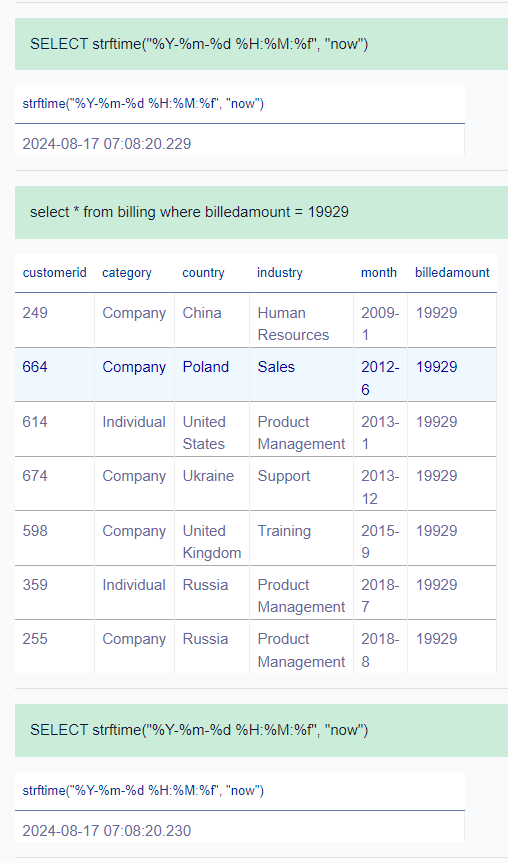 SELECT strftime("%Y-%m-%d %H:%M:%f", "now")
strftime("%Y-%m-%d %H:%M:%f", "now")
2024-08-17 07:08:20.229
select * from billing where billedamount = 19929
customerid category country industry month billedamount
249 Company China Human 2009- 19929
Resources 1
664 Company Poland Sales 2012- 19929
6
614 Individual United Product 2013- 19929
States Management 1
674 Company Ukraine Support 2013- 19929
12
598 Company United Training 2015- 19929
Kingdom 9
359 Individual Russia Product 2018- 19929
Management 7
255 Company Russia Product 2018- 19929
Management 8
SELECT strftime("%Y-%m-%d %H:%M:%f", "now")
strftime("%Y-%m-%d %H:%M:%f", "now")
2024-08-17 07:08:20.230